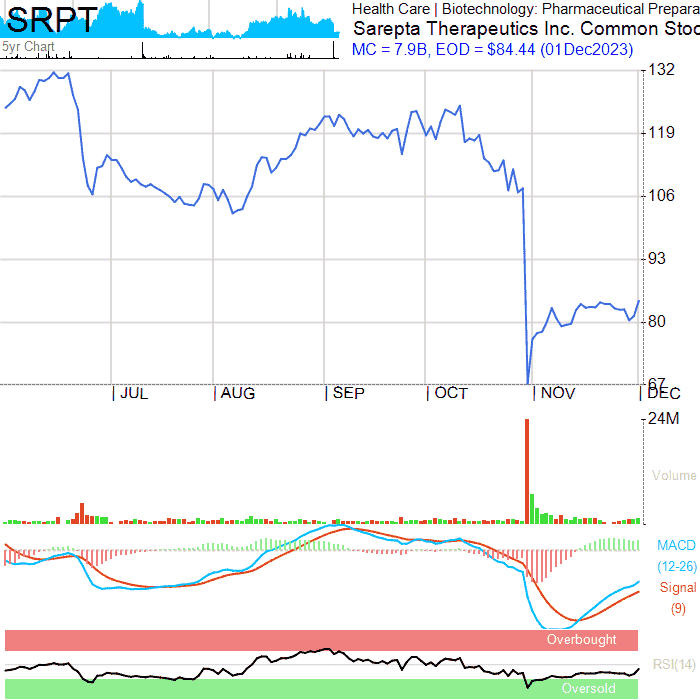 SRPT
5yr Chart
Health Care | Biotechnology: Pharmaceutical Prepara
Sarepta Therapeutics Inc. Common Stoc
MC = 7.9B, EOD = $84.44 (01Dec2023)
132
119
106
93
80
67
JUL
AUG
SEP
OCT
NOV
DEC
24M
Volume
MACD
(12-26)
Signal
(9)
Overbought
RSI(14)
Oversold